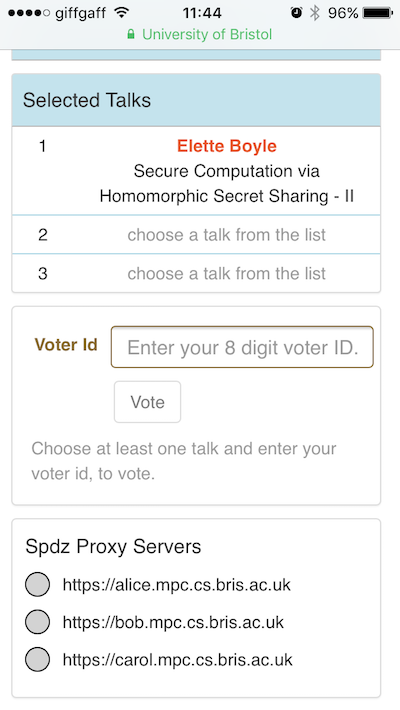 giffgaff 11:44 96%
University of Bristol
Selected Talks
1 Elette Boyle
Secure Computation via
Homomorphic Secret Sharing - II
2 choose a talk from the list
3 choose a talk from the list
Voter Id Enter your 8 digit voter ID.
Vote
Choose at least one talk and enter your
voter id, to vote.
Spdz Proxy Servers
https://alice.mpc.cs.bris.ac.uk
https://bob.mpc.cs.bris.ac.uk
https://carol.mpc.cs.bris.ac.uk